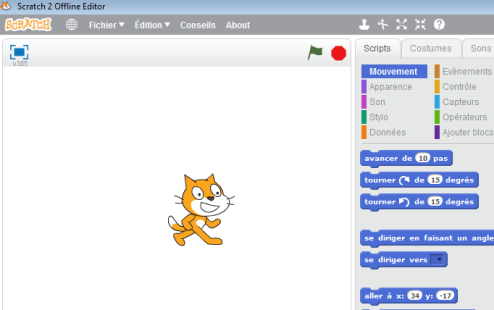 Scratch 2 Offline Editor
SCRATCH Fichier▼ Édition▼ Conseils About
v385
Scripts Costumes Sons
Mouvement Evènements
Apparence Contrôle
Son Capteurs
Stylo Opérateurs
Données Ajouter blocs
avancer de 10 pas
tourner de 15 degrés
tourner de 15 degrés
se diriger en faisant un angle
se diriger vers
aller à x: 34 y: -17